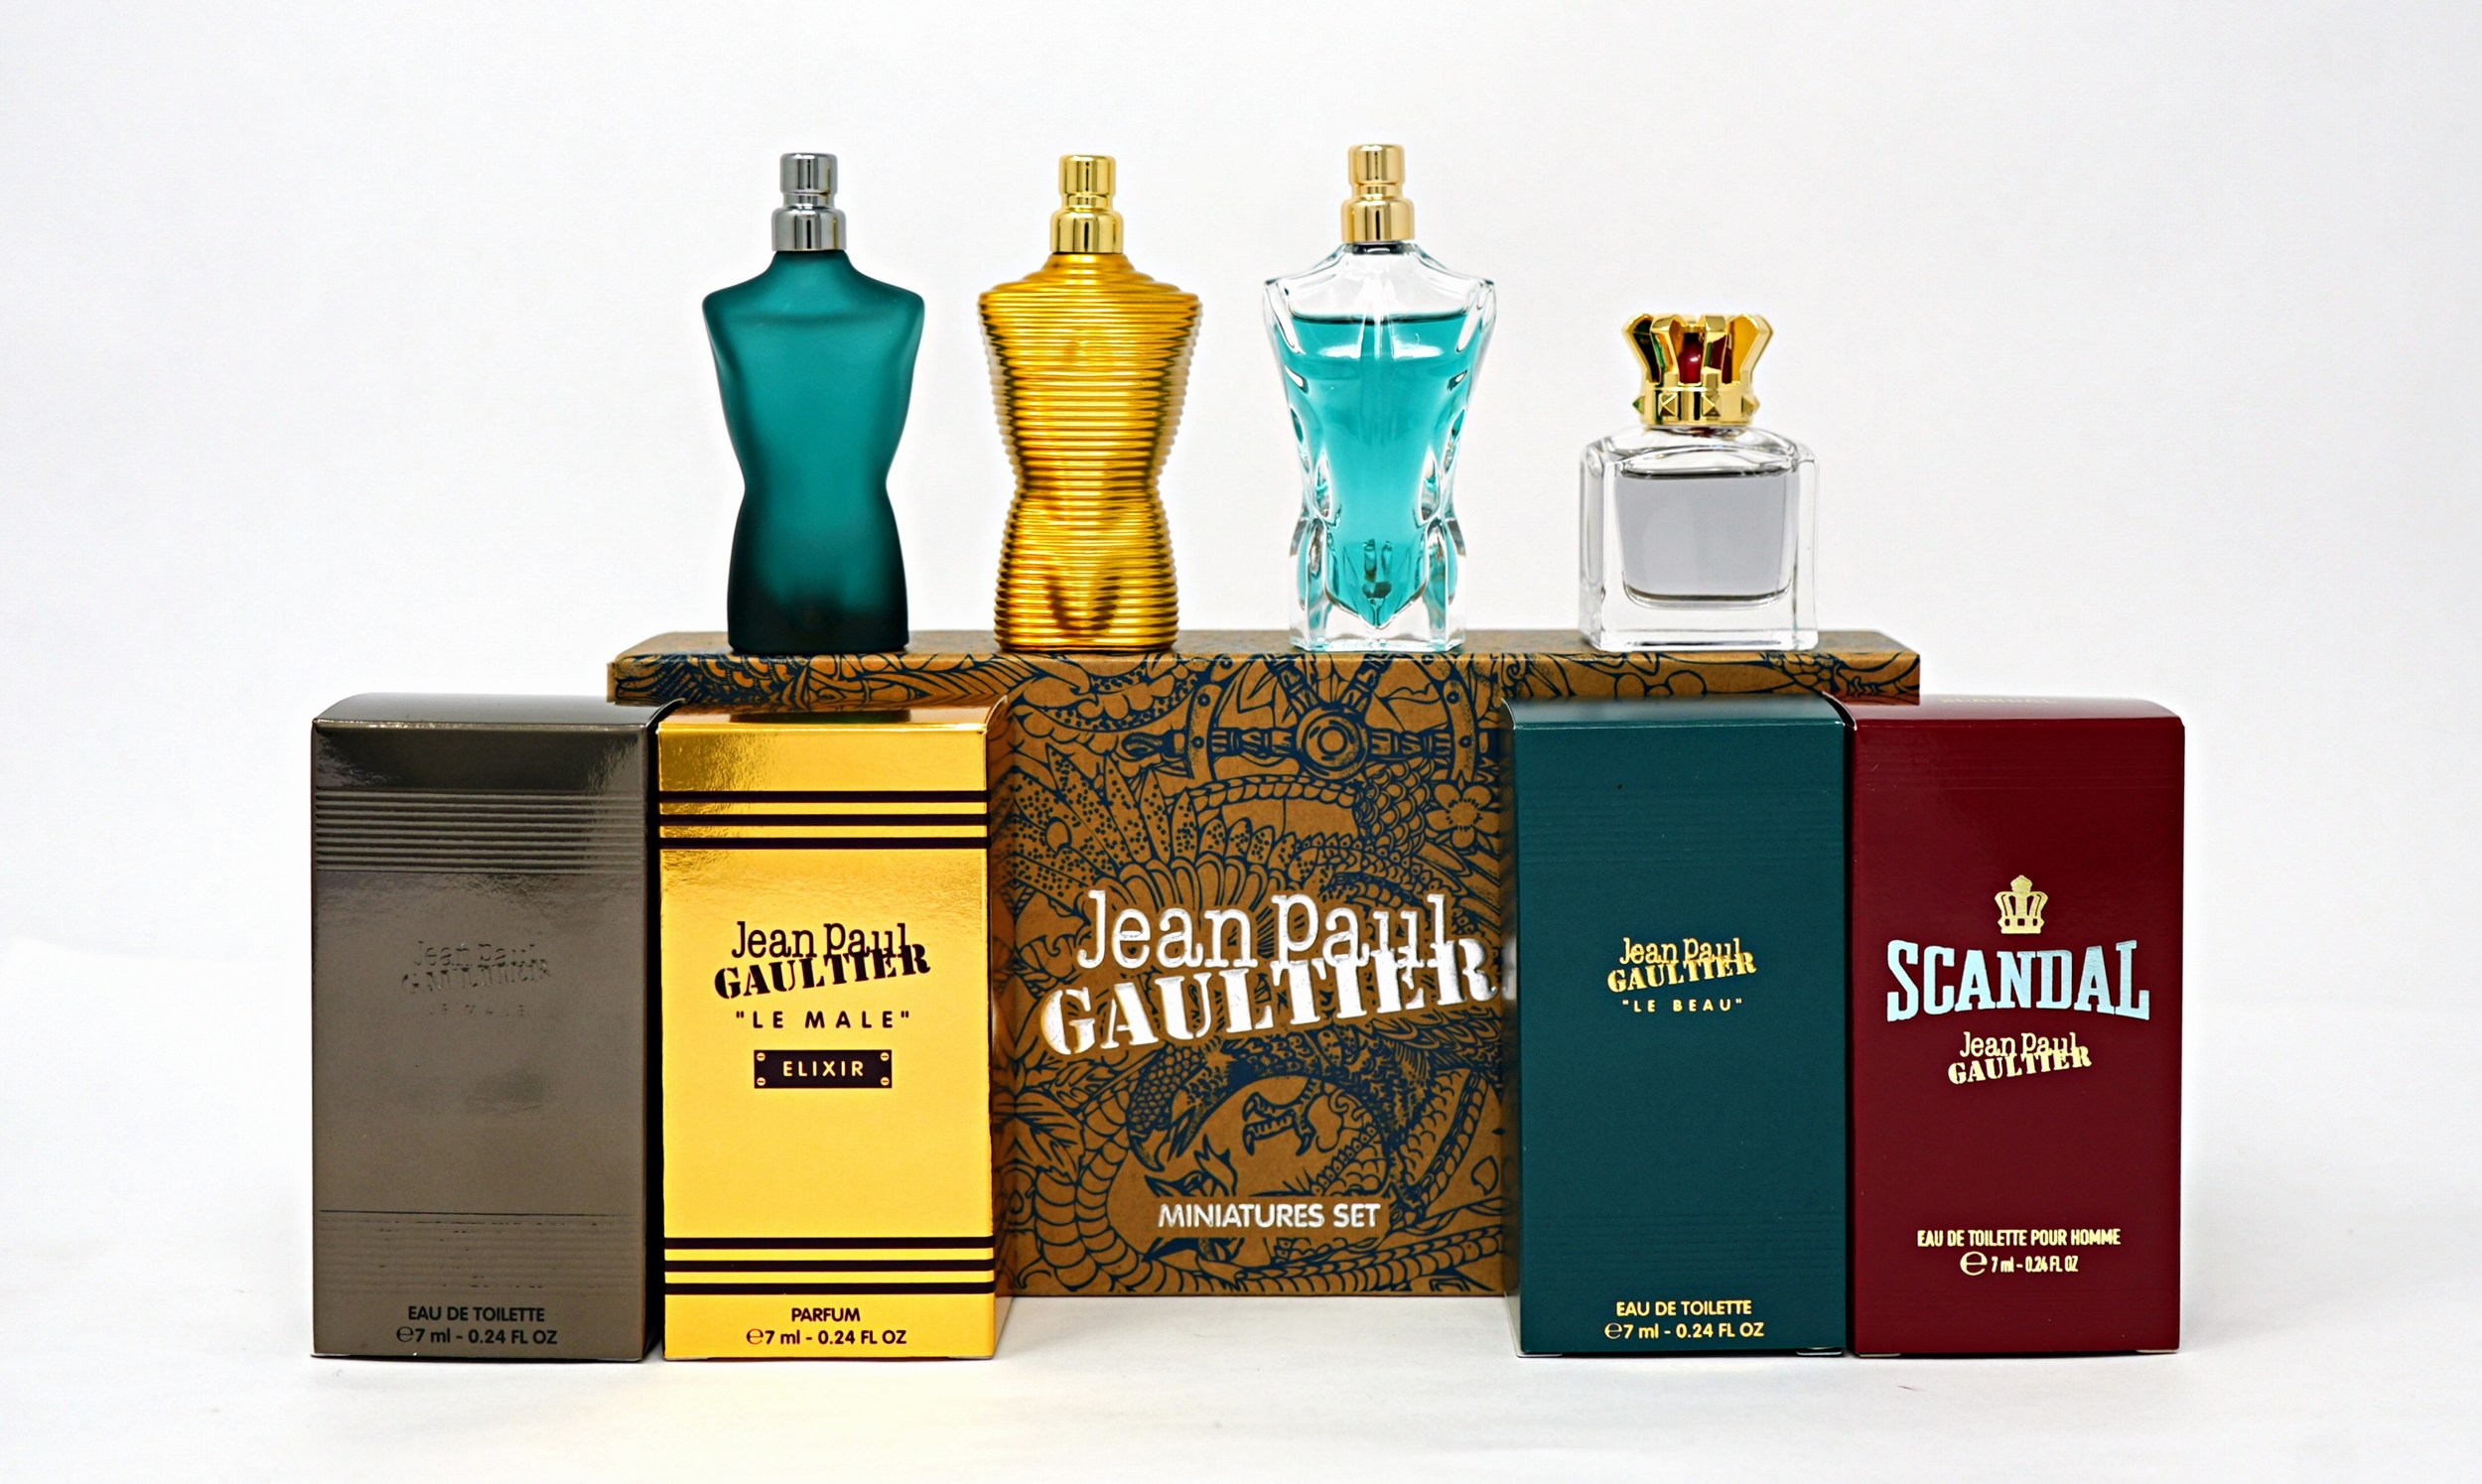 Jean Paul
GAULTIER
LE MALE
EAU DE TOILETTE
℮7 ml - 0.24 FL OZ
Jean Paul
GAULTIER
"LE MALE"
ELIXIR
PARFUM
℮7 ml - 0.24 FL OZ
Jean Paul
GAULTIER
MINIATURES SET
Jean Paul
GAULTIER
"LE BEAU"
EAU DE TOILETTE
℮7 ml - 0.24 FL OZ
SCANDAL
Jean Paul
GAULTIER
EAU DE TOILETTE POUR HOMME
℮ 7 ml - 0.24 FL OZ